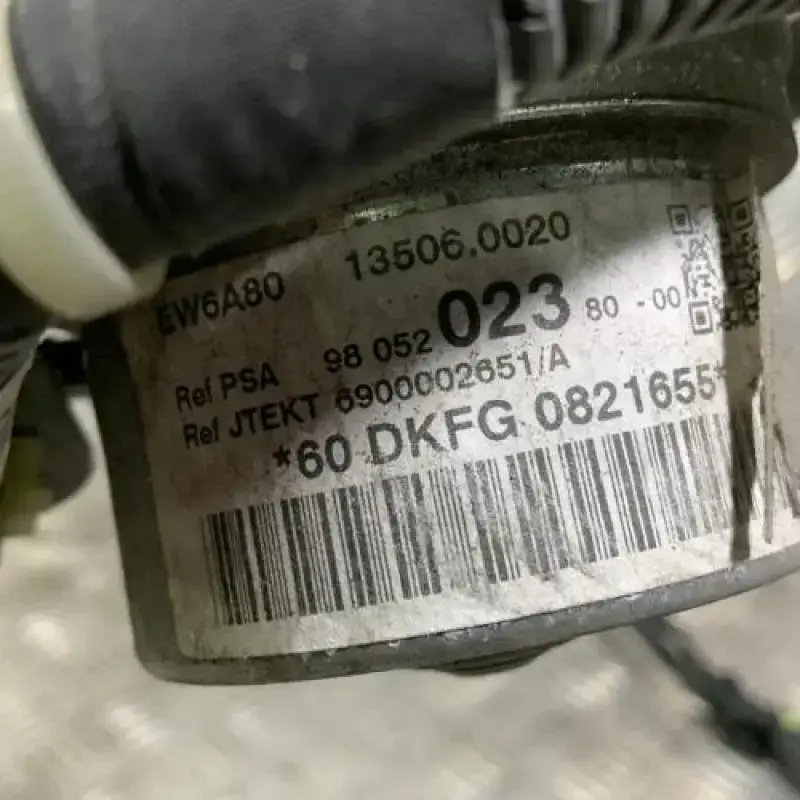 EW6A80 13506.0020
Ref PSA 98 052 023 80-00
Ref JTEKT 6900002651/A
*60 DKFG 0821655*